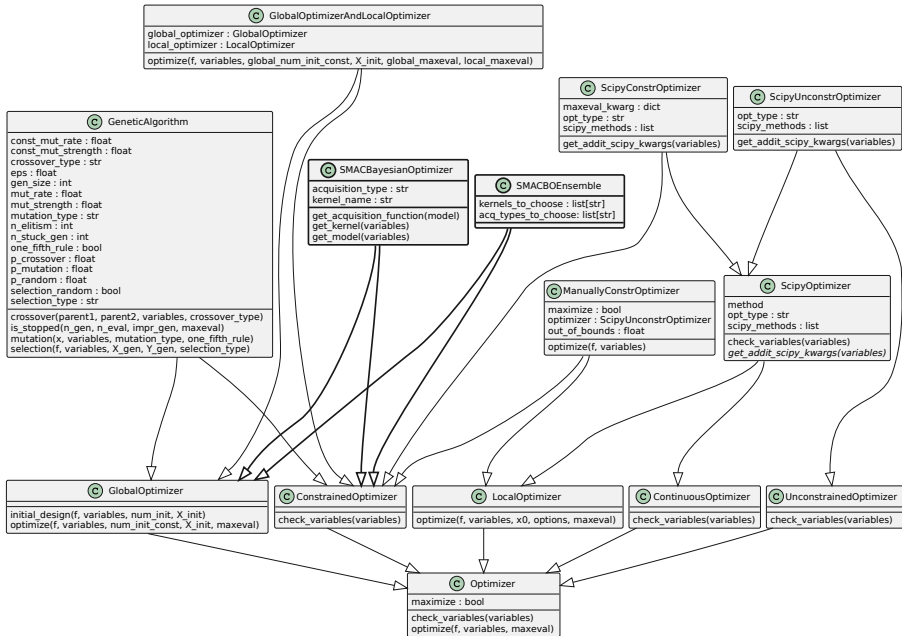 C GlobalOptimizerAndLocalOptimizer
global_optimizer : GlobalOptimizer
local_optimizer : LocalOptimizer
optimize(f, variables, global_num_init_const, X_init, global_maxeval, local_maxeval)
C ScipyConstrOptimizer
maxeval_kwarg : dict
opt_type : str
scipy_methods : list
get_addit_scipy_kwargs(variables)
C ScipyUnconstrOptimizer
opt_type : str
scipy_methods : list
get_addit_scipy_kwargs(variables)
C GeneticAlgorithm
const_mut_rate : float
const_mut_strength : float
crossover_type : str
eps : float
gen_size : int
mut_rate : float
mut_strength : float
mutation_type : str
n_elitism : int
n_stuck_gen : int
one_fifth_rule : bool
p_crossover : float
p_mutation : float
p_random : float
selection_random : bool
selection_type : str
crossover(parent1, parent2, variables, crossover_type)
is_stopped(n_gen, n_eval, impr_gen, maxeval)
mutation(x, variables, mutation_type, one_fifth_rule)
selection(f, variables, X_gen, Y_gen, selection_type)
C SMACBayesianOptimizer
acquisition_type : str
kernel_name : str
get_acquisition_function(model)
get_kernel(variables)
get_model(variables)
C SMACBOEnsemble
kernels_to_choose : list[str]
acq_types_to_choose: list[str]
C ManuallyConstrOptimizer
maximize : bool
optimizer : ScipyUnconstrOptimizer
out_of_bounds : float
optimize(f, variables)
C ScipyOptimizer
method
opt_type : str
scipy_methods : list
check_variables(variables)
get_addit_scipy_kwargs(variables)
C GlobalOptimizer
initial_design(f, variables, num_init, X_init)
optimize(f, variables, num_init_const, X_init, maxeval)
C ConstrainedOptimizer
check_variables(variables)
C LocalOptimizer
optimize(f, variables, x0, options, maxeval)
C ContinuousOptimizer
check_variables(variables)
C UnconstrainedOptimizer
check_variables(variables)
C Optimizer
maximize : bool
check_variables(variables)
optimize(f, variables, maxeval)